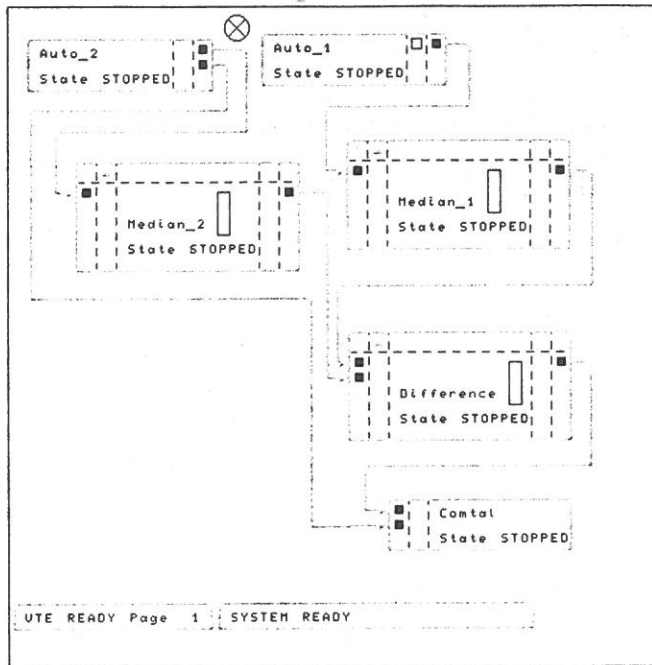 Auto_2
State STOPPED
Auto_1
State STOPPED
Median_2
State STOPPED
Median_1
State STOPPED
Difference
State STOPPED
Comtal
State STOPPED
VTE READY Page 1
SYSTEM READY